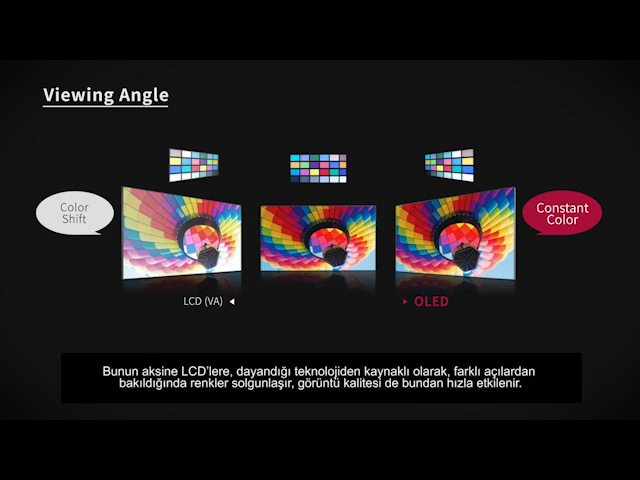 Viewing Angle
Color
Shift
Constant
Color
LCD (VA)
OLED
Bunun aksine LCD'lere, dayandığı teknolojiden kaynaklı olarak, farklı açılardan
bakıldığında renkler solgunlaşır, görüntü kalitesi de bundan hızla etkilenir.